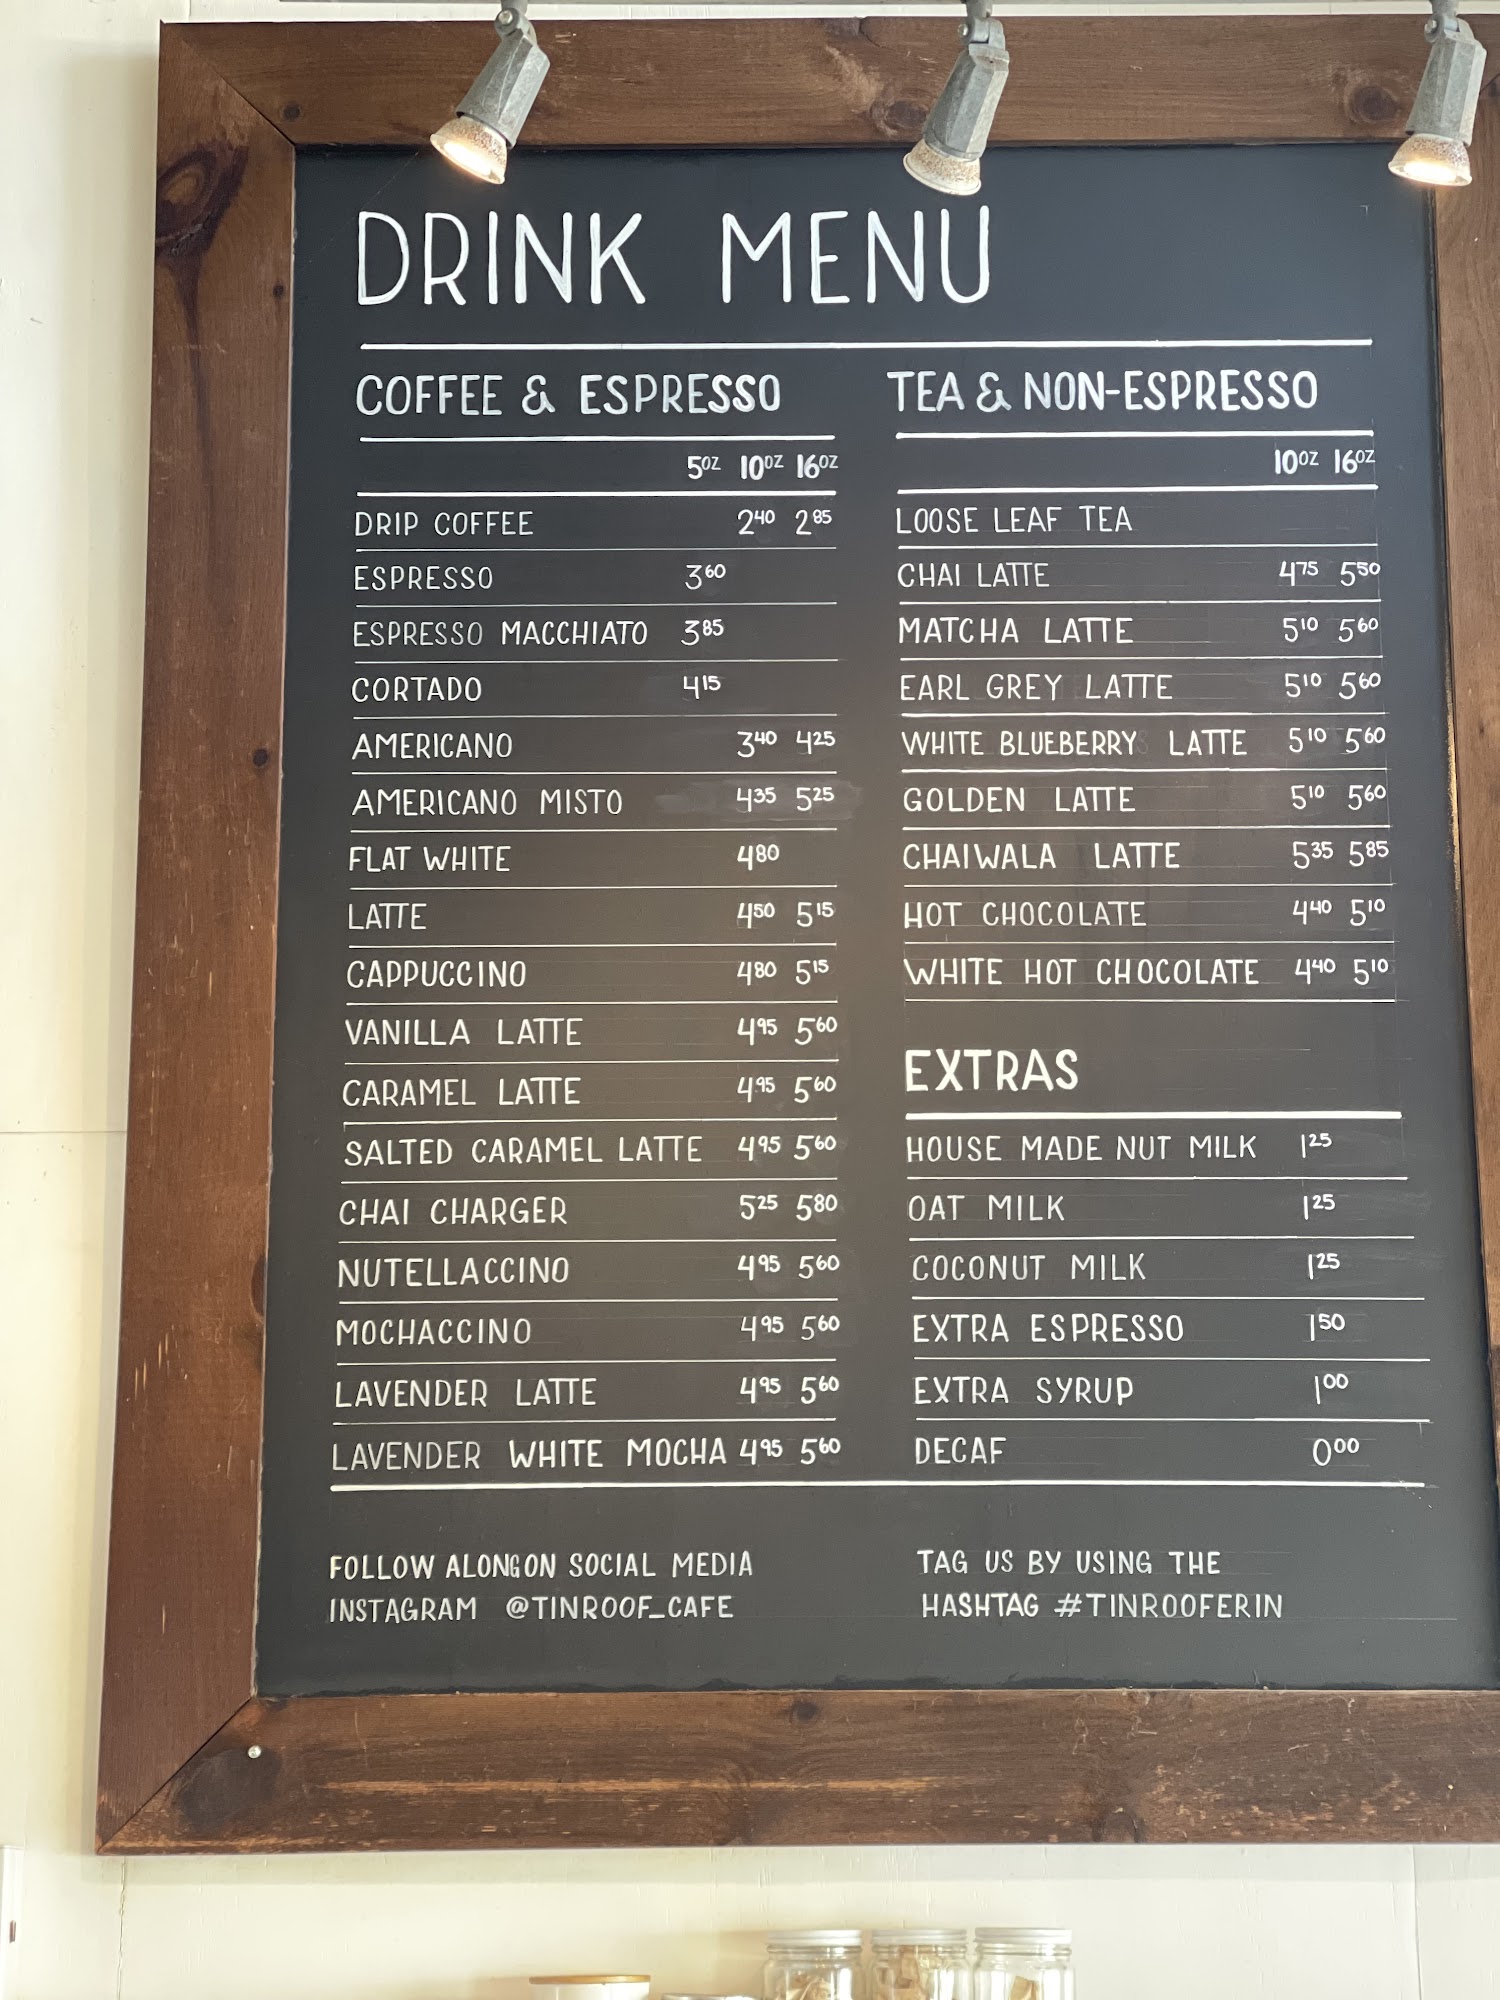 DRINK MENU
COFFEE & ESPRESSO
5OZ 10OZ 16OZ
DRIP COFFEE 240 285
ESPRESSO 360
ESPRESSO MACCHIATO 385
CORTADO 415
AMERICANO 340 425
AMERICANO MISTO 435 525
FLAT WHITE 480
LATTE 450 515
CAPPUCCINO 480 515
VANILLA LATTE 495 560
CARAMEL LATTE 495 560
SALTED CARAMEL LATTE 495 560
CHAI CHARGER 525 580
NUTELLACCINO 495 560
MOCHACCINO 495 560
LAVENDER LATTE 495 560
LAVENDER WHITE MOCHA 495 560
TEA & NON-ESPRESSO
10OZ 16OZ
LOOSE LEAF TEA
CHAI LATTE 475 550
MATCHA LATTE 510 560
EARL GREY LATTE 510 560
WHITE BLUEBERRY LATTE 510 560
GOLDEN LATTE 510 560
CHAIWALA LATTE 535 585
HOT CHOCOLATE 440 510
WHITE HOT CHOCOLATE 440 510
EXTRAS
HOUSE MADE NUT MILK 125
OAT MILK 125
COCONUT MILK 125
EXTRA ESPRESSO 150
EXTRA SYRUP 100
DECAF 000
FOLLOW ALONG ON SOCIAL MEDIA
INSTAGRAM @TINROOF_CAFE
TAG US BY USING THE
HASHTAG #TINROOFERIN